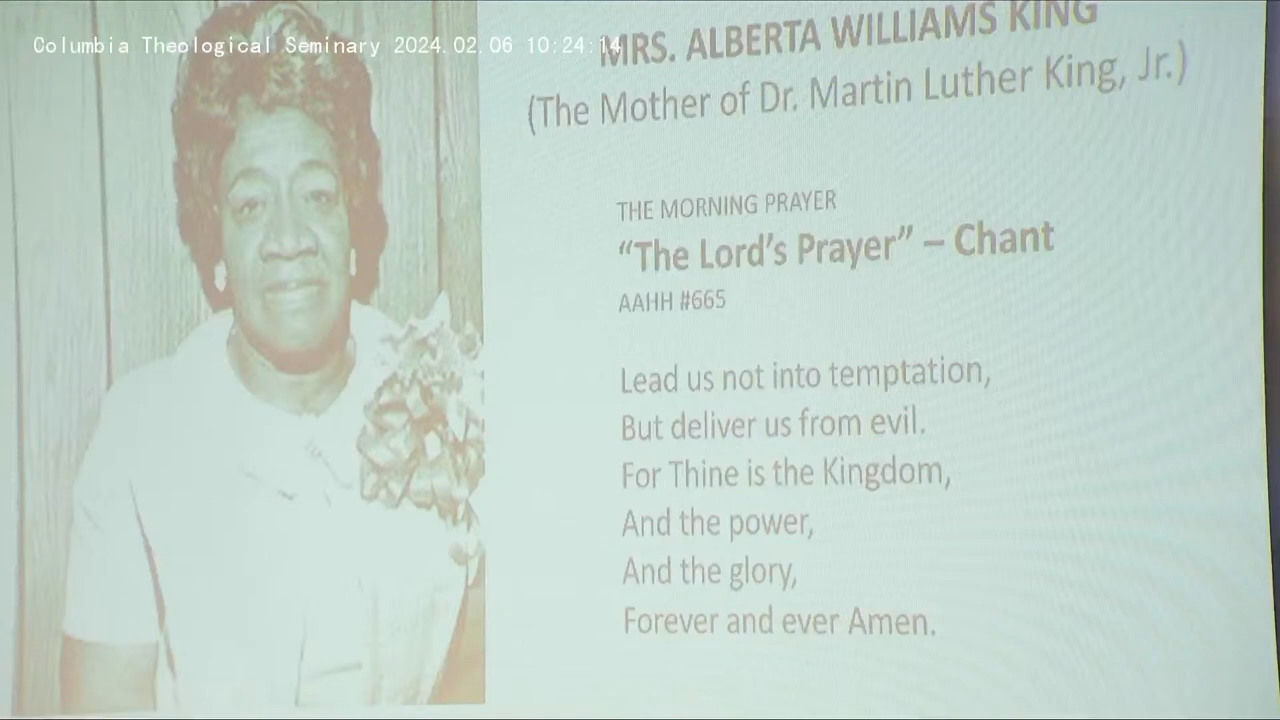 Columbia Theological Seminary 2024.02.06 10:24:14
MRS. ALBERTA WILLIAMS KING
(The Mother of Dr. Martin Luther King, Jr.)
THE MORNING PRAYER
“The Lord’s Prayer” – Chant
AAHH #665
Lead us not into temptation,
But deliver us from evil.
For Thine is the Kingdom,
And the power,
And the glory,
Forever and ever Amen.